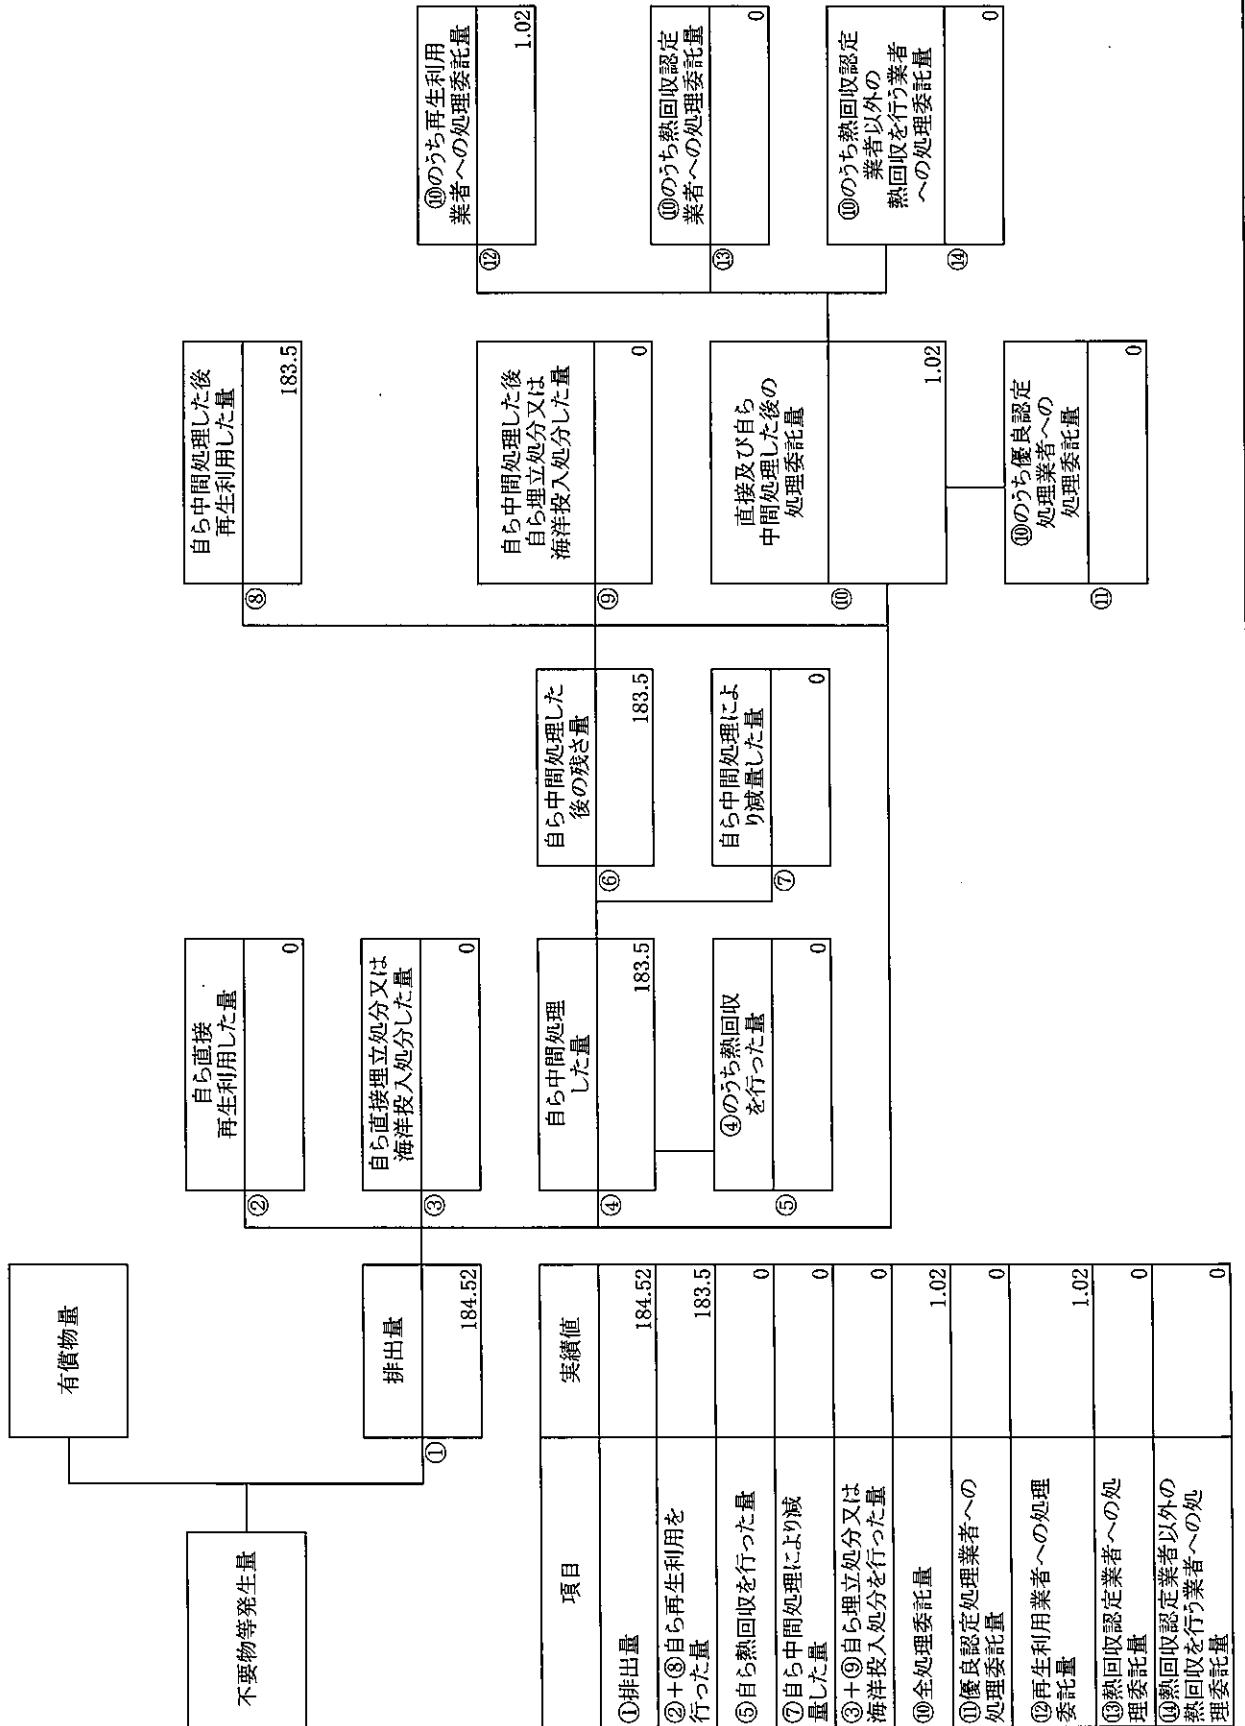 有償物量
不要物等発生量
①
排出量
184.52
②
自ら直接
再生利用した量
0
③
自ら直接埋立処分又は
海洋投入処分した量
0
④
自ら中間処理
した量
183.5
⑤
④のうち熱回収
を行った量
0
⑥
自ら中間処理した
後の残さ量
183.5
⑦
自ら中間処理によ
り減量した量
0
⑧
自ら中間処理した後
再生利用した量
183.5
⑨
自ら中間処理した後
自ら埋立処分又は
海洋投入処分した量
0
⑩
直接及び自ら
中間処理した後の
処理委託量
1.02
⑪
⑩のうち優良認定
処理業者への
処理委託量
0
⑫
⑩のうち再生利用
業者への処理委託量
1.02
⑬
⑩のうち熱回収認定
業者への処理委託量
0
⑭
⑩のうち熱回収認定
業者以外の
熱回収を行う業者
への処理委託量
0
項目 実績値
①排出量 184.52
②+⑧自ら再生利用を
行った量 183.5
⑤自ら熱回収を行った量 0
⑦自ら中間処理により減
量した量 0
③+⑨自ら埋立処分又は
海洋投入処分を行った量 0
⑩全処理委託量 1.02
⑪優良認定処理業者への
処理委託量 0
⑫再生利用業者への処理
委託量 1.02
⑬熱回収認定業者への処
理委託量 0
⑭熱回収認定業者以外の
熱回収を行う業者への処
理委託量 0